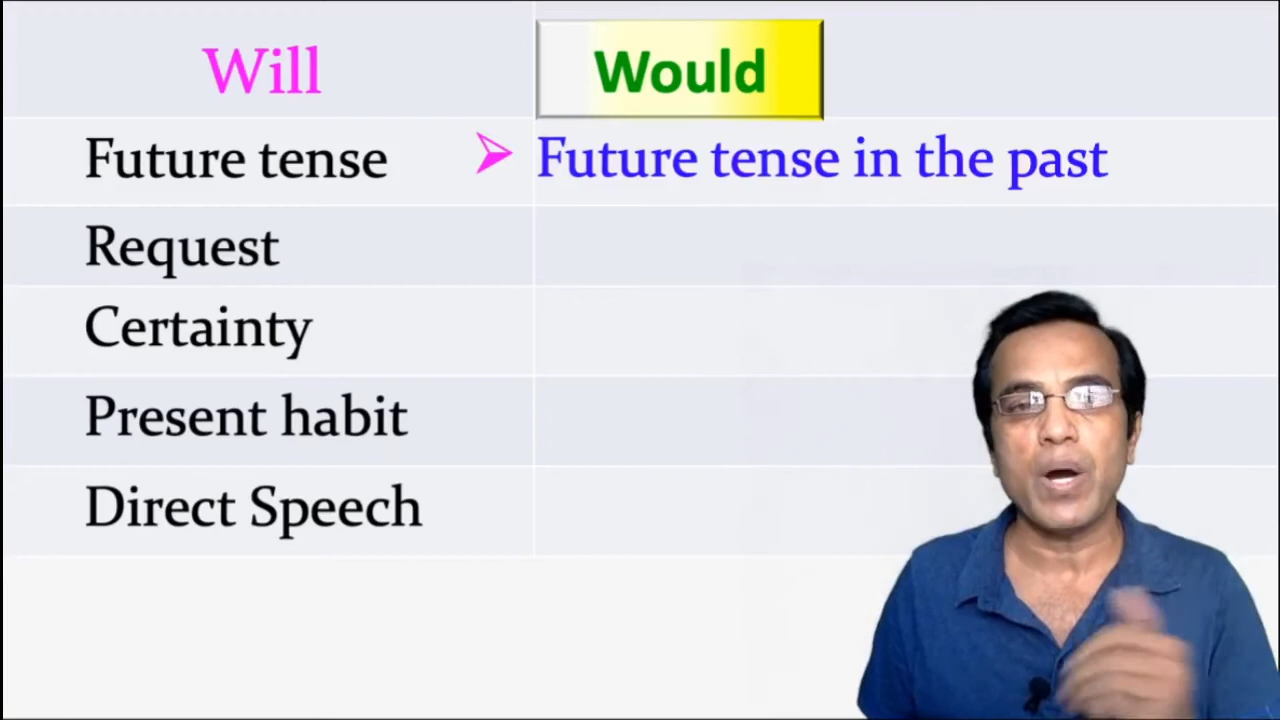 Will Would
Future tense Future tense in the past
Request
Certainty
Present habit
Direct Speech